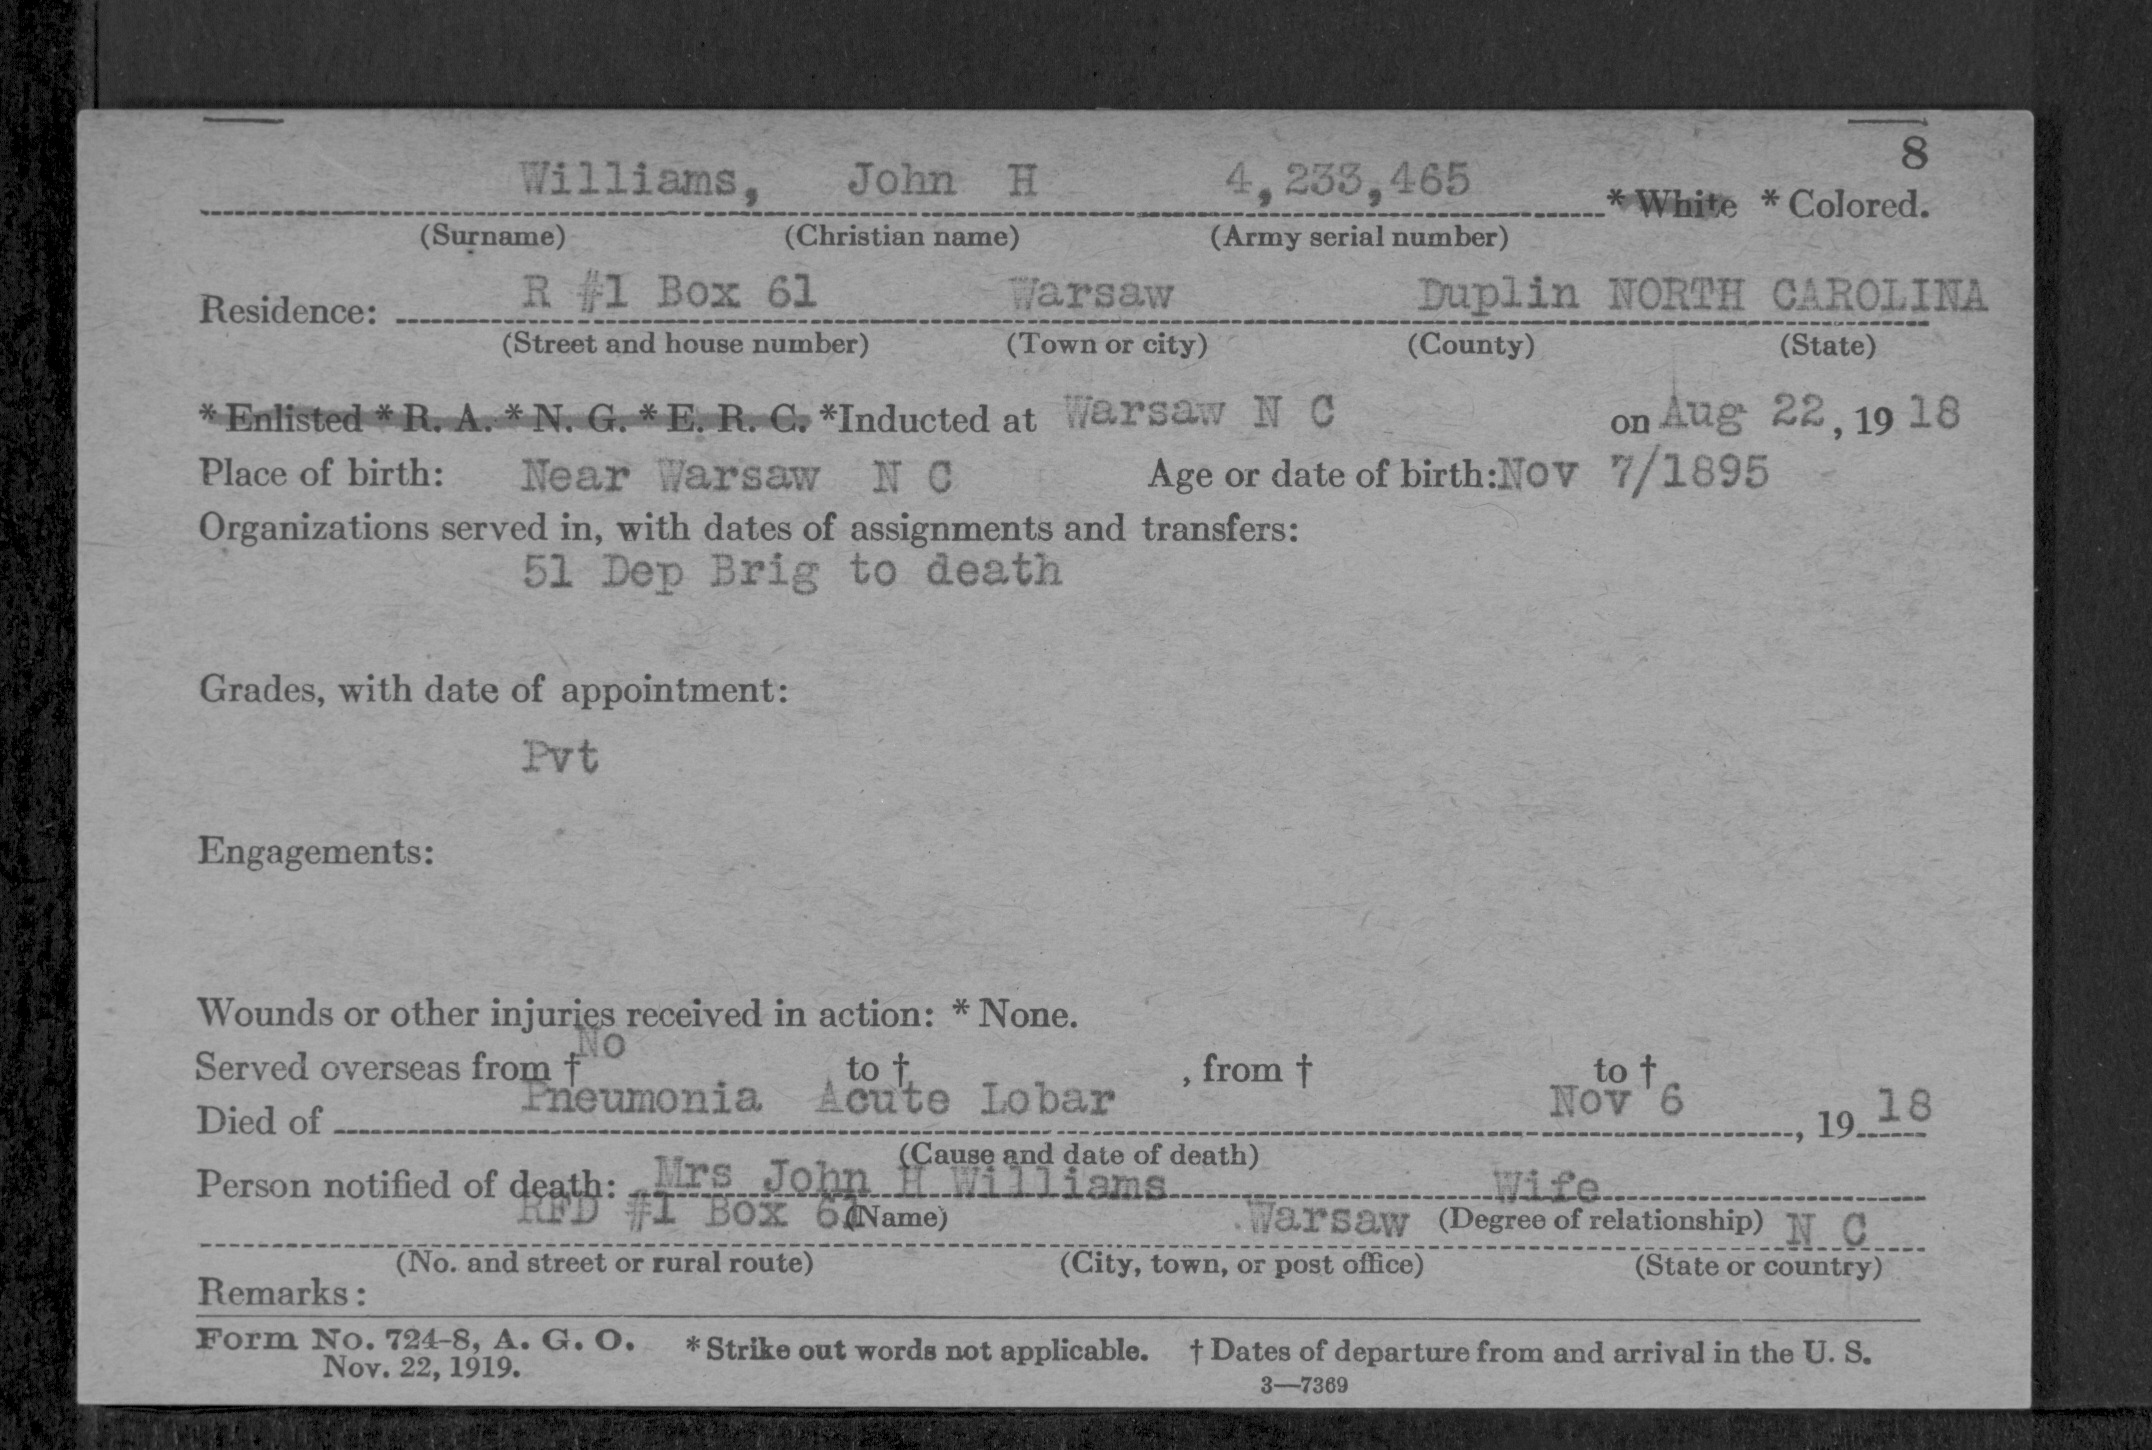 8
Williams, John H 4,233,465 * White * Colored.
(Surname) (Christian name) (Army serial number)
Residence: R #1 Box 61 Warsaw Duplin NORTH CAROLINA
(Street and house number) (Town or city) (County) (State)
* Enlisted * R. A. * N. G. * E. R. C. *Inducted at Warsaw N C on Aug 22, 19 18
Place of birth: Near Warsaw N C Age or date of birth: Nov 7/1895
Organizations served in, with dates of assignments and transfers:
51 Dep Brig to death
Grades, with date of appointment:
Pvt
Engagements:
Wounds or other injuries received in action: * None.
No
Served overseas from † to †, from † to †
Died of Pneumonia Acute Lobar Nov 6, 19 18
(Cause and date of death)
Person notified of death: Mrs John H Williams Wife
(Name) (Degree of relationship)
RFD #1 Box 61 Warsaw N C
(No. and street or rural route) (City, town, or post office) (State or country)
Remarks:
Form No. 724-8, A. G. O. * Strike out words not applicable. † Dates of departure from and arrival in the U. S.
Nov. 22, 1919.
3—7369